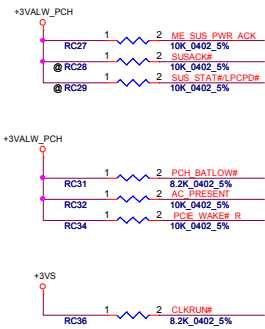 +3VALW_PCH
RC27 1 2 ME_SUS_PWR_ACK
10K_0402_5%
@ RC28 1 2 SUSACK#
10K_0402_5%
@ RC29 1 2 SUS_STAT#/LPCPD#
10K_0402_5%
+3VALW_PCH
RC31 1 2 PCH_BATLOW#
8.2K_0402_5%
RC32 1 2 AC_PRESENT
10K_0402_5%
RC34 1 2 PCIE_WAKE#_R
10K_0402_5%
+3VS
RC36 1 2 CLKRUN#
8.2K_0402_5%